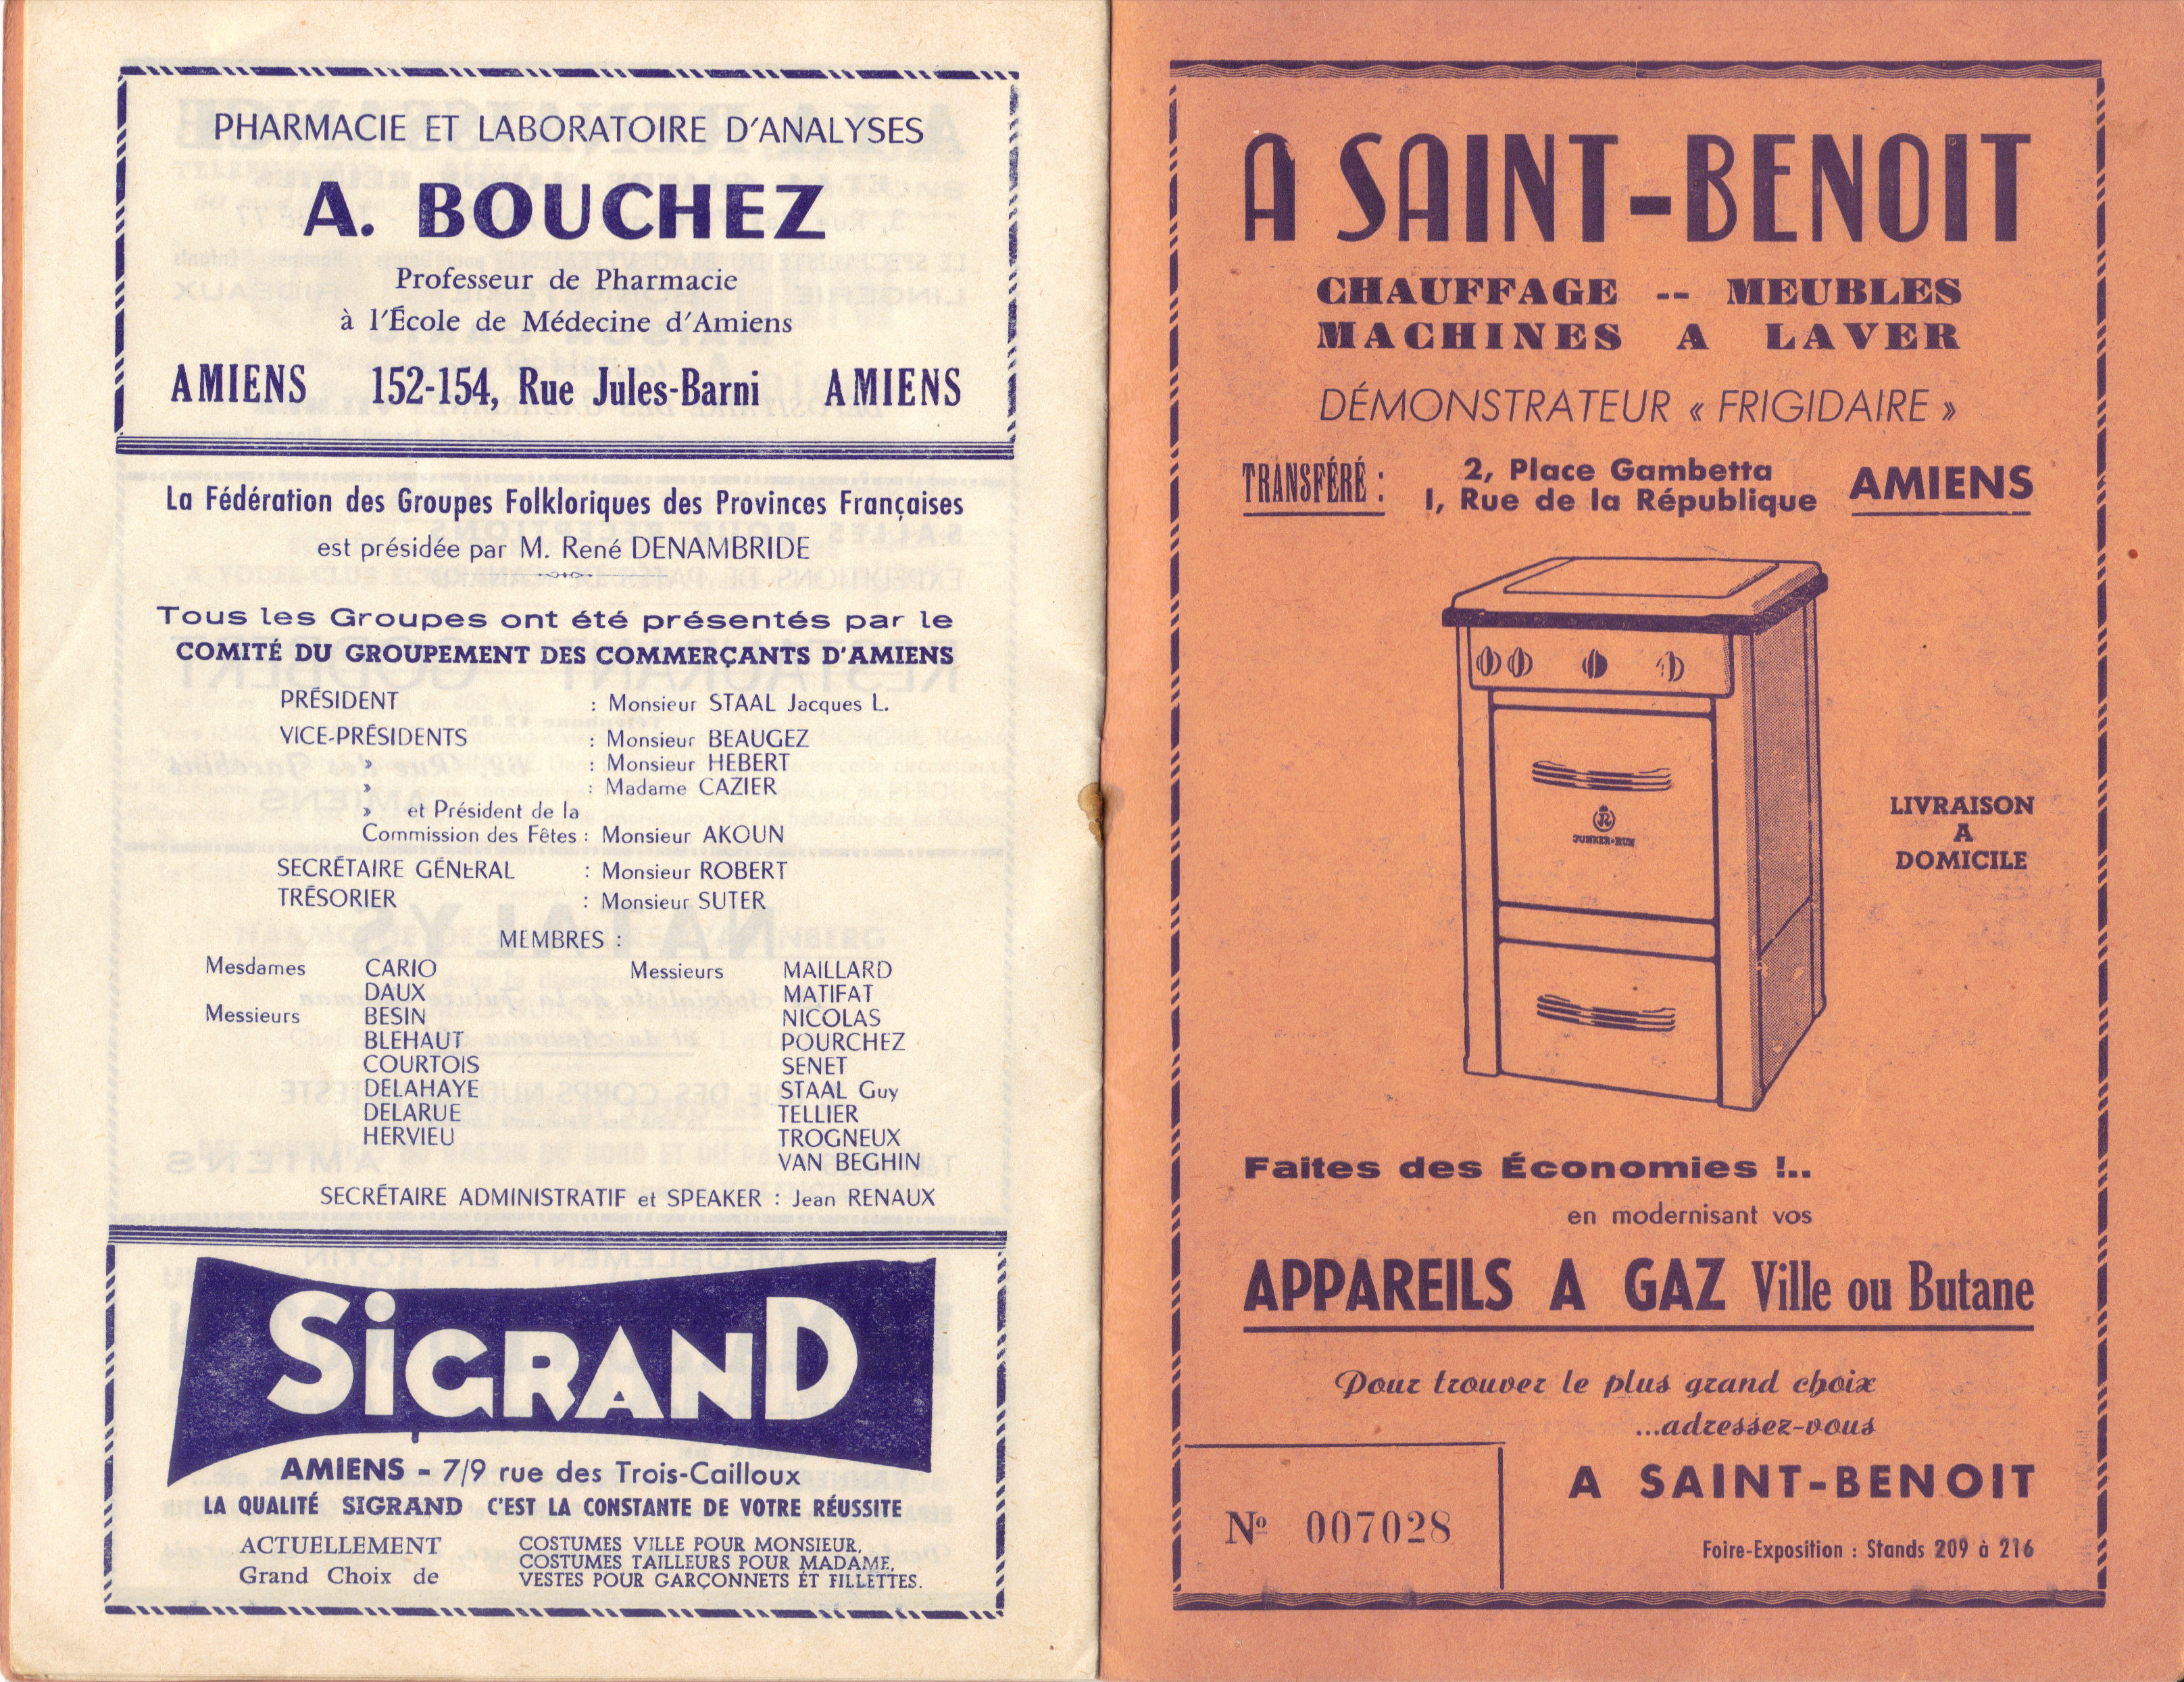 PHARMACIE ET LABORATOIRE D'ANALYSES
A. BOUCHEZ
Professeur de Pharmacie
à l'École de Médecine d'Amiens
AMIENS 152-154, Rue Jules-Barni AMIENS
La Fédération des Groupes Folkloriques des Provinces Françaises
est présidée par M. René DENAMBRIDE
Tous les Groupes ont été présentés par le
COMITÉ DU GROUPEMENT DES COMMERÇANTS D'AMIENS
PRÉSIDENT : Monsieur STAAL Jacques L.
VICE-PRÉSIDENTS : Monsieur BEAUGEZ
» : Monsieur HEBERT
» : Madame CAZIER
» et Président de la
Commission des Fêtes : Monsieur AKOUN
SECRÉTAIRE GÉNÉRAL : Monsieur ROBERT
TRÉSORIER : Monsieur SUTER
MEMBRES :
Mesdames CARIO
DAUX
Messieurs BESIN
BLEHAUT
COURTOIS
DELAHAYE
DELARUE
HERVIEU
Messieurs MAILLARD
MATIFAT
NICOLAS
POURCHEZ
SENET
STAAL Guy
TELLIER
TROGNEUX
VAN BEGHIN
SECRÉTAIRE ADMINISTRATIF et SPEAKER : Jean RENAUX
SIGRAND
AMIENS - 7/9 rue des Trois-Cailloux
LA QUALITÉ SIGRAND C'EST LA CONSTANTE DE VOTRE RÉUSSITE
ACTUELLEMENT
Grand Choix de
COSTUMES VILLE POUR MONSIEUR,
COSTUMES TAILLEURS POUR MADAME,
VESTES POUR GARÇONNETS ET FILLETTES.
A SAINT-BENOIT
CHAUFFAGE -- MEUBLES
MACHINES A LAVER
DÉMONSTRATEUR « FRIGIDAIRE »
TRANSFÉRÉ : 2, Place Gambetta
1, Rue de la République AMIENS
JUNKER-RUH
LIVRAISON
A
DOMICILE
Faites des Économies !..
en modernisant vos
APPAREILS A GAZ Ville ou Butane
Pour trouver le plus grand choix
...adressez-vous
A SAINT-BENOIT
Nº 007028
Foire-Exposition : Stands 209 à 216